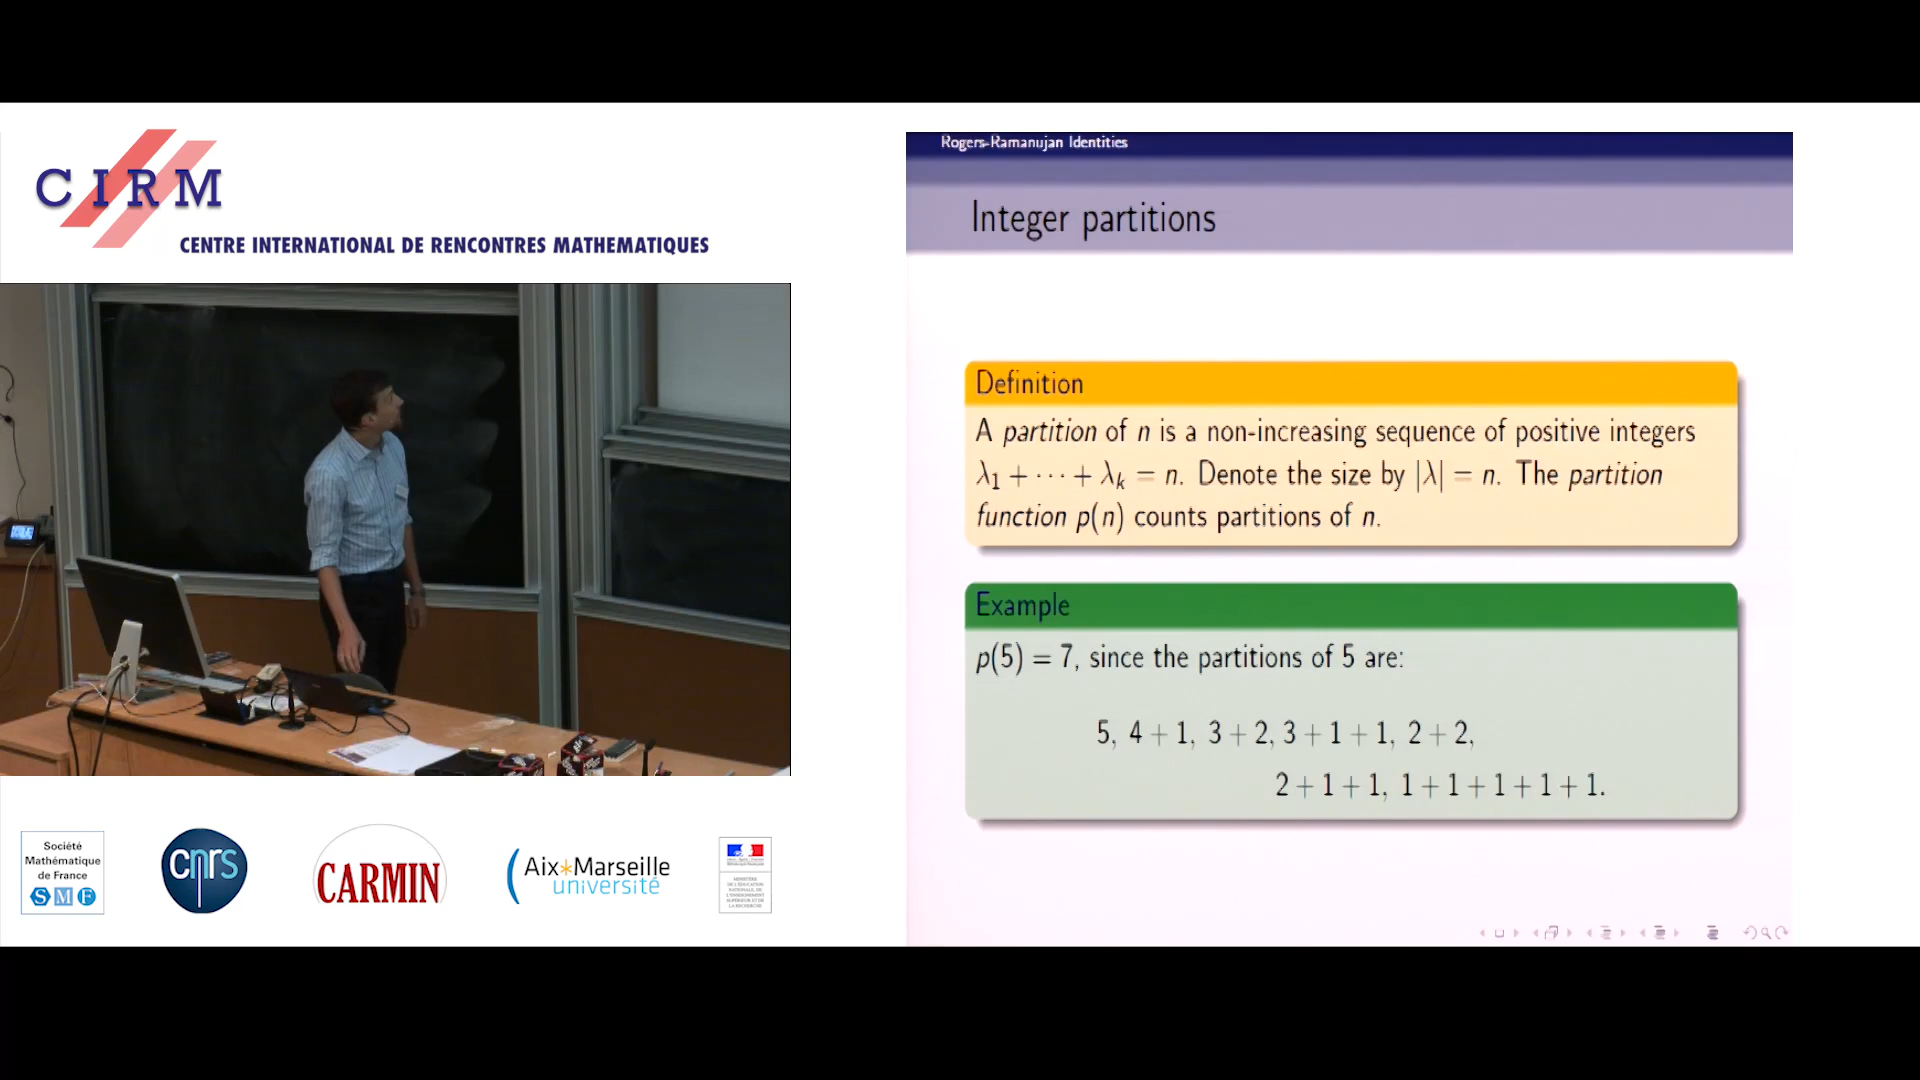 CIRM
CENTRE INTERNATIONAL DE RENCONTRES MATHEMATIQUES
Rogers-Ramanujan Identities
Integer partitions
Definition
A partition of n is a non-increasing sequence of positive integers
λ₁ + ··· + λₖ = n. Denote the size by |λ| = n. The partition
function p(n) counts partitions of n.
Example
p(5) = 7, since the partitions of 5 are:
5, 4 + 1, 3 + 2, 3 + 1 + 1, 2 + 2,
2 + 1 + 1, 1 + 1 + 1 + 1 + 1.
Société
Mathématique
de France
SMF
cnrs
CARMIN
Aix*Marseille
université